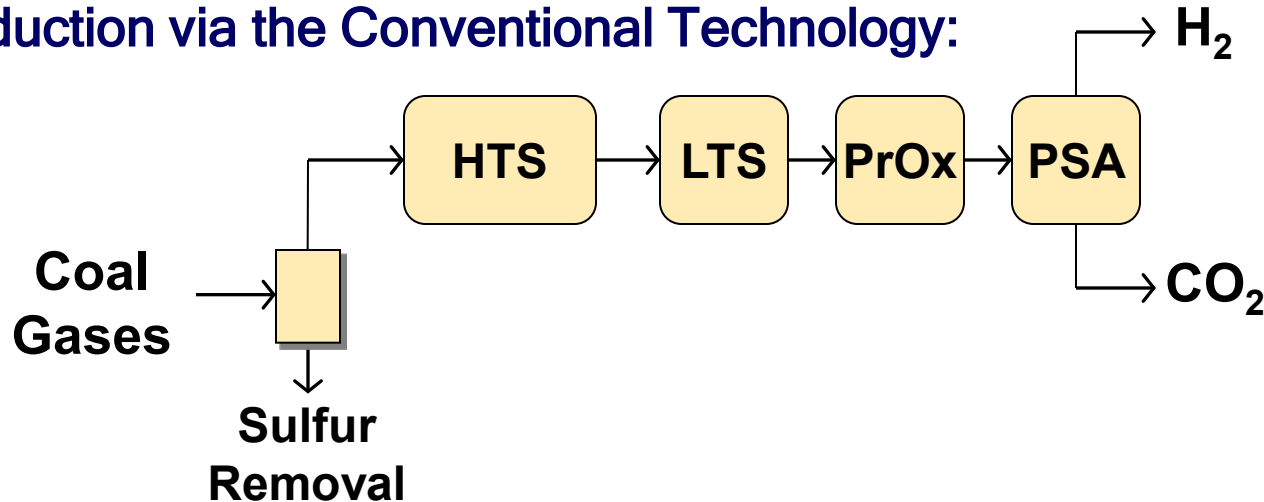 duction via the Conventional Technology:
H₂
HTS
LTS
PrOx
PSA
Coal
Gases
CO₂
Sulfur
Removal